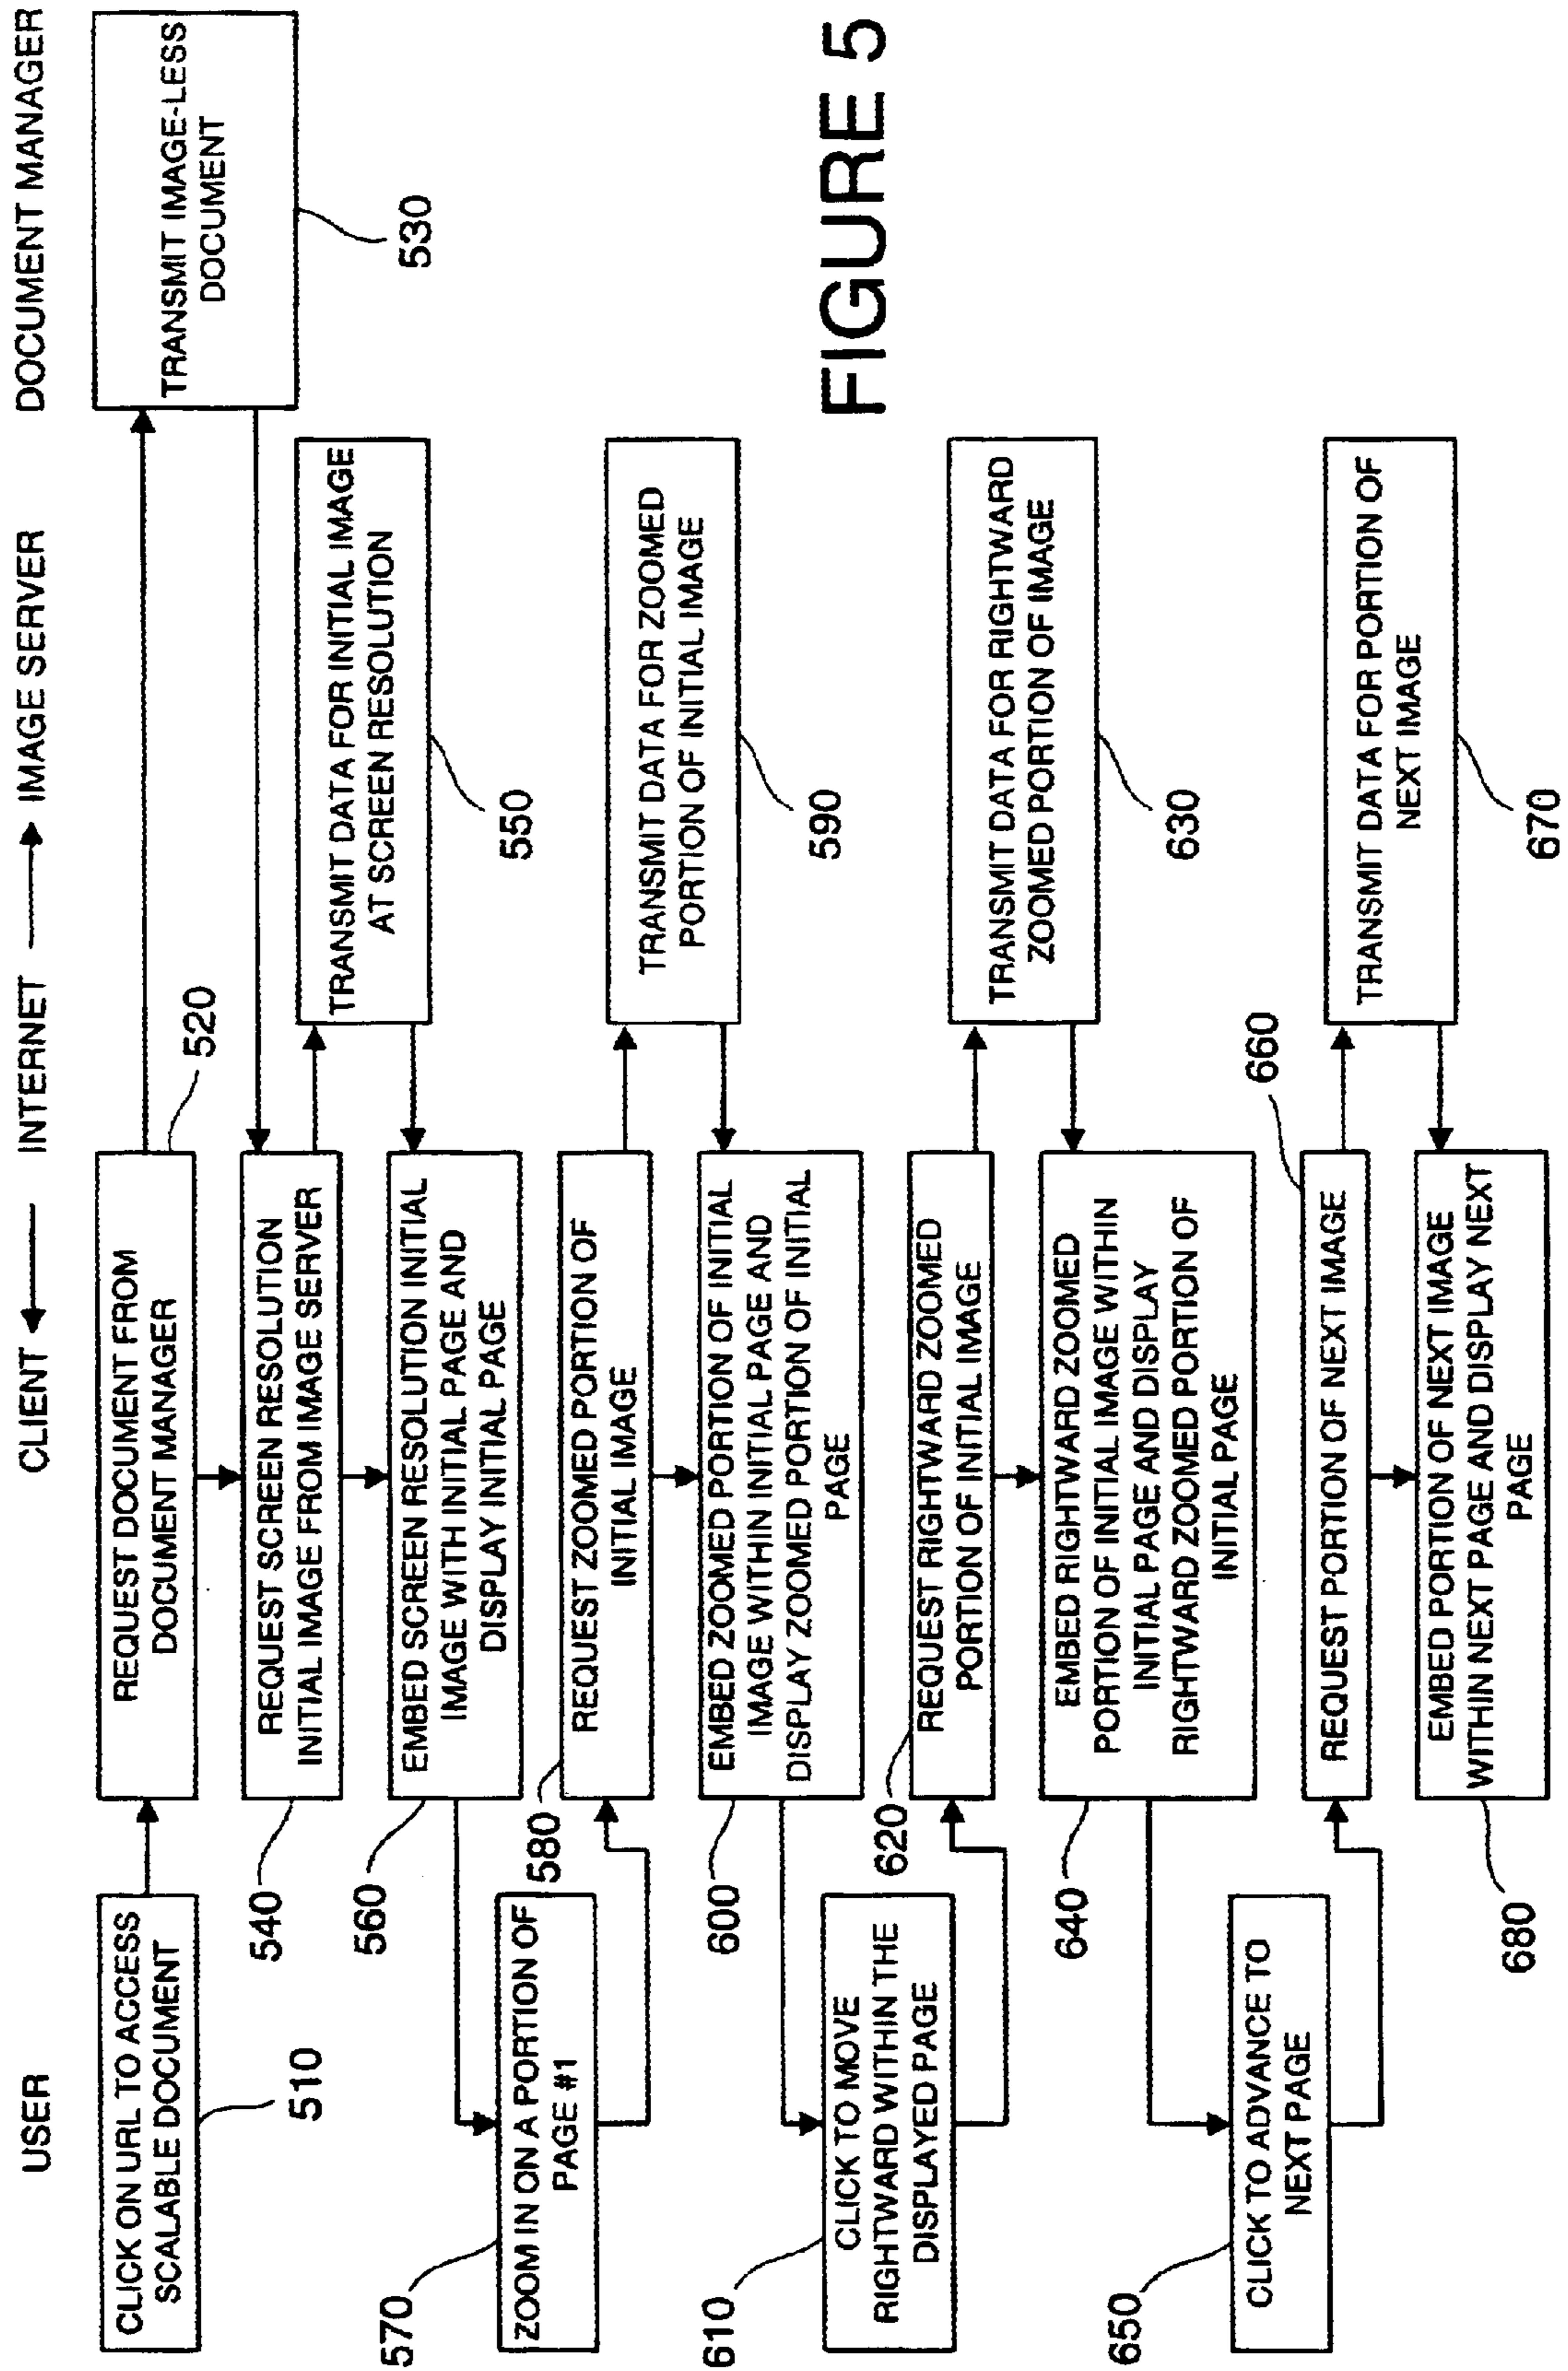 USER
CLIENT
INTERNET
IMAGE SERVER
DOCUMENT MANAGER
CLICK ON URL TO ACCESS
SCALABLE DOCUMENT
510
REQUEST DOCUMENT FROM
DOCUMENT MANAGER
520
TRANSMIT IMAGE-LESS
DOCUMENT
530
REQUEST SCREEN RESOLUTION
INITIAL IMAGE FROM IMAGE SERVER
540
TRANSMIT DATA FOR INITIAL IMAGE
AT SCREEN RESOLUTION
550
EMBED SCREEN RESOLUTION INITIAL
IMAGE WITH INITIAL PAGE AND
DISPLAY INITIAL PAGE
560
ZOOM IN ON A PORTION OF
PAGE #1
570
REQUEST ZOOMED PORTION OF
INITIAL IMAGE
580
TRANSMIT DATA FOR ZOOMED
PORTION OF INITIAL IMAGE
590
EMBED ZOOMED PORTION OF INITIAL
IMAGE WITHIN INITIAL PAGE AND
DISPLAY ZOOMED PORTION OF INITIAL
PAGE
600
CLICK TO MOVE
RIGHTWARD WITHIN THE
DISPLAYED PAGE
610
REQUEST RIGHTWARD ZOOMED
PORTION OF INITIAL IMAGE
620
TRANSMIT DATA FOR RIGHTWARD
ZOOMED PORTION OF IMAGE
630
EMBED RIGHTWARD ZOOMED
PORTION OF INITIAL IMAGE WITHIN
INITIAL PAGE AND DISPLAY
RIGHTWARD ZOOMED PORTION OF
INITIAL PAGE
640
CLICK TO ADVANCE TO
NEXT PAGE
650
REQUEST PORTION OF NEXT IMAGE
660
TRANSMIT DATA FOR PORTION OF
NEXT IMAGE
670
EMBED PORTION OF NEXT IMAGE
WITHIN NEXT PAGE AND DISPLAY NEXT
PAGE
680
FIGURE 5